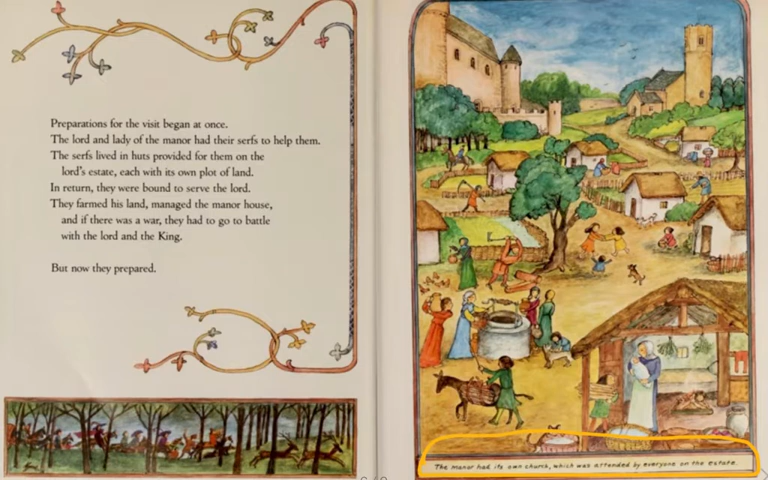 Preparations for the visit began at once.
The lord and lady of the manor had their serfs to help them.
The serfs lived in huts provided for them on the
lord's estate, each with its own plot of land.
In return, they were bound to serve the lord.
They farmed his land, managed the manor house,
and if there was a war, they had to go to battle
with the lord and the King.
But now they prepared.
The manor had its own church, which was attended by everyone on the estate.